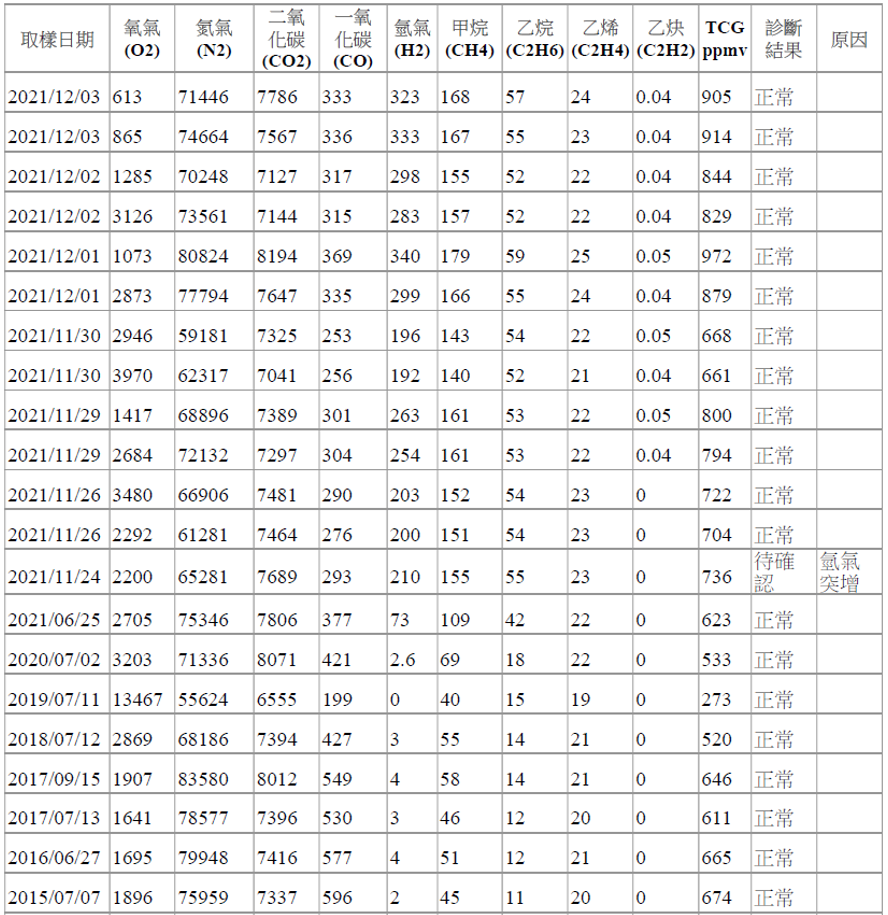 取樣日期 氧氣 (O2) 氮氣 (N2) 二氧化碳 (CO2) 一氧化碳 (CO) 氫氣 (H2) 甲烷 (CH4) 乙烷 (C2H6) 乙烯 (C2H4) 乙炔 (C2H2) TCG ppmv 診斷結果 原因
2021/12/03 613 71446 7786 333 323 168 57 24 0.04 905 正常
2021/12/03 865 74664 7567 336 333 167 55 23 0.04 914 正常
2021/12/02 1285 70248 7127 317 298 155 52 22 0.04 844 正常
2021/12/02 3126 73561 7144 315 283 157 52 22 0.04 829 正常
2021/12/01 1073 80824 8194 369 340 179 59 25 0.05 972 正常
2021/12/01 2873 77794 7647 335 299 166 55 24 0.04 879 正常
2021/11/30 2946 59181 7325 253 196 143 54 22 0.05 668 正常
2021/11/30 3970 62317 7041 256 192 140 52 21 0.04 661 正常
2021/11/29 1417 68896 7389 301 263 161 53 22 0.05 800 正常
2021/11/29 2684 72132 7297 304 254 161 53 22 0.04 794 正常
2021/11/26 3480 66906 7481 290 203 152 54 23 0 722 正常
2021/11/26 2292 61281 7464 276 200 151 54 23 0 704 正常
2021/11/24 2200 65281 7689 293 210 155 55 23 0 736 待確認 氫氣突增
2021/06/25 2705 75346 7806 377 73 109 42 22 0 623 正常
2020/07/02 3203 71336 8071 421 2.6 69 18 22 0 533 正常
2019/07/11 13467 55624 6555 199 0 40 15 19 0 273 正常
2018/07/12 2869 68186 7394 427 3 55 14 21 0 520 正常
2017/09/15 1907 83580 8012 549 4 58 14 21 0 646 正常
2017/07/13 1641 78577 7396 530 3 46 12 20 0 611 正常
2016/06/27 1695 79948 7416 577 4 51 12 21 0 665 正常
2015/07/07 1896 75959 7337 596 2 45 11 20 0 674 正常